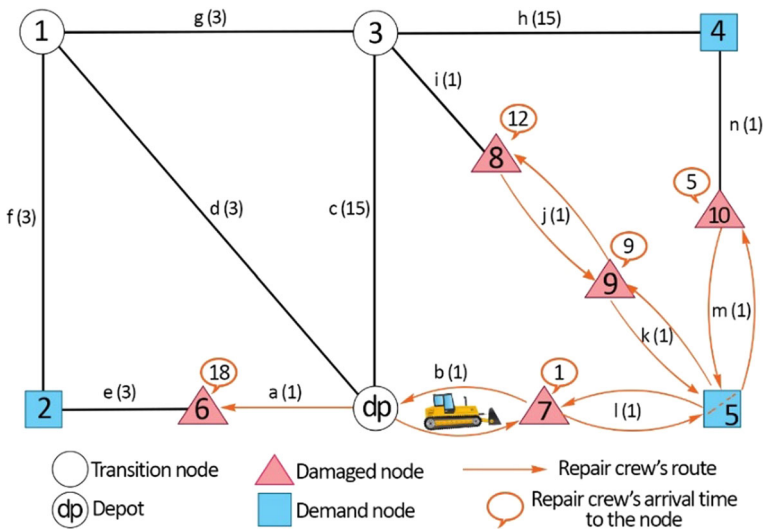 g (3)
h (15)
1
3
4
i (1)
12
8
n (1)
5
10
f (3)
d (3)
c (15)
j (1)
9
9
k (1)
m (1)
18
e (3)
a (1)
b (1)
1
2
6
dp
7
l (1)
5
Transition node
Damaged node
Repair crew's route
dp
Depot
Demand node
Repair crew's arrival time
to the node